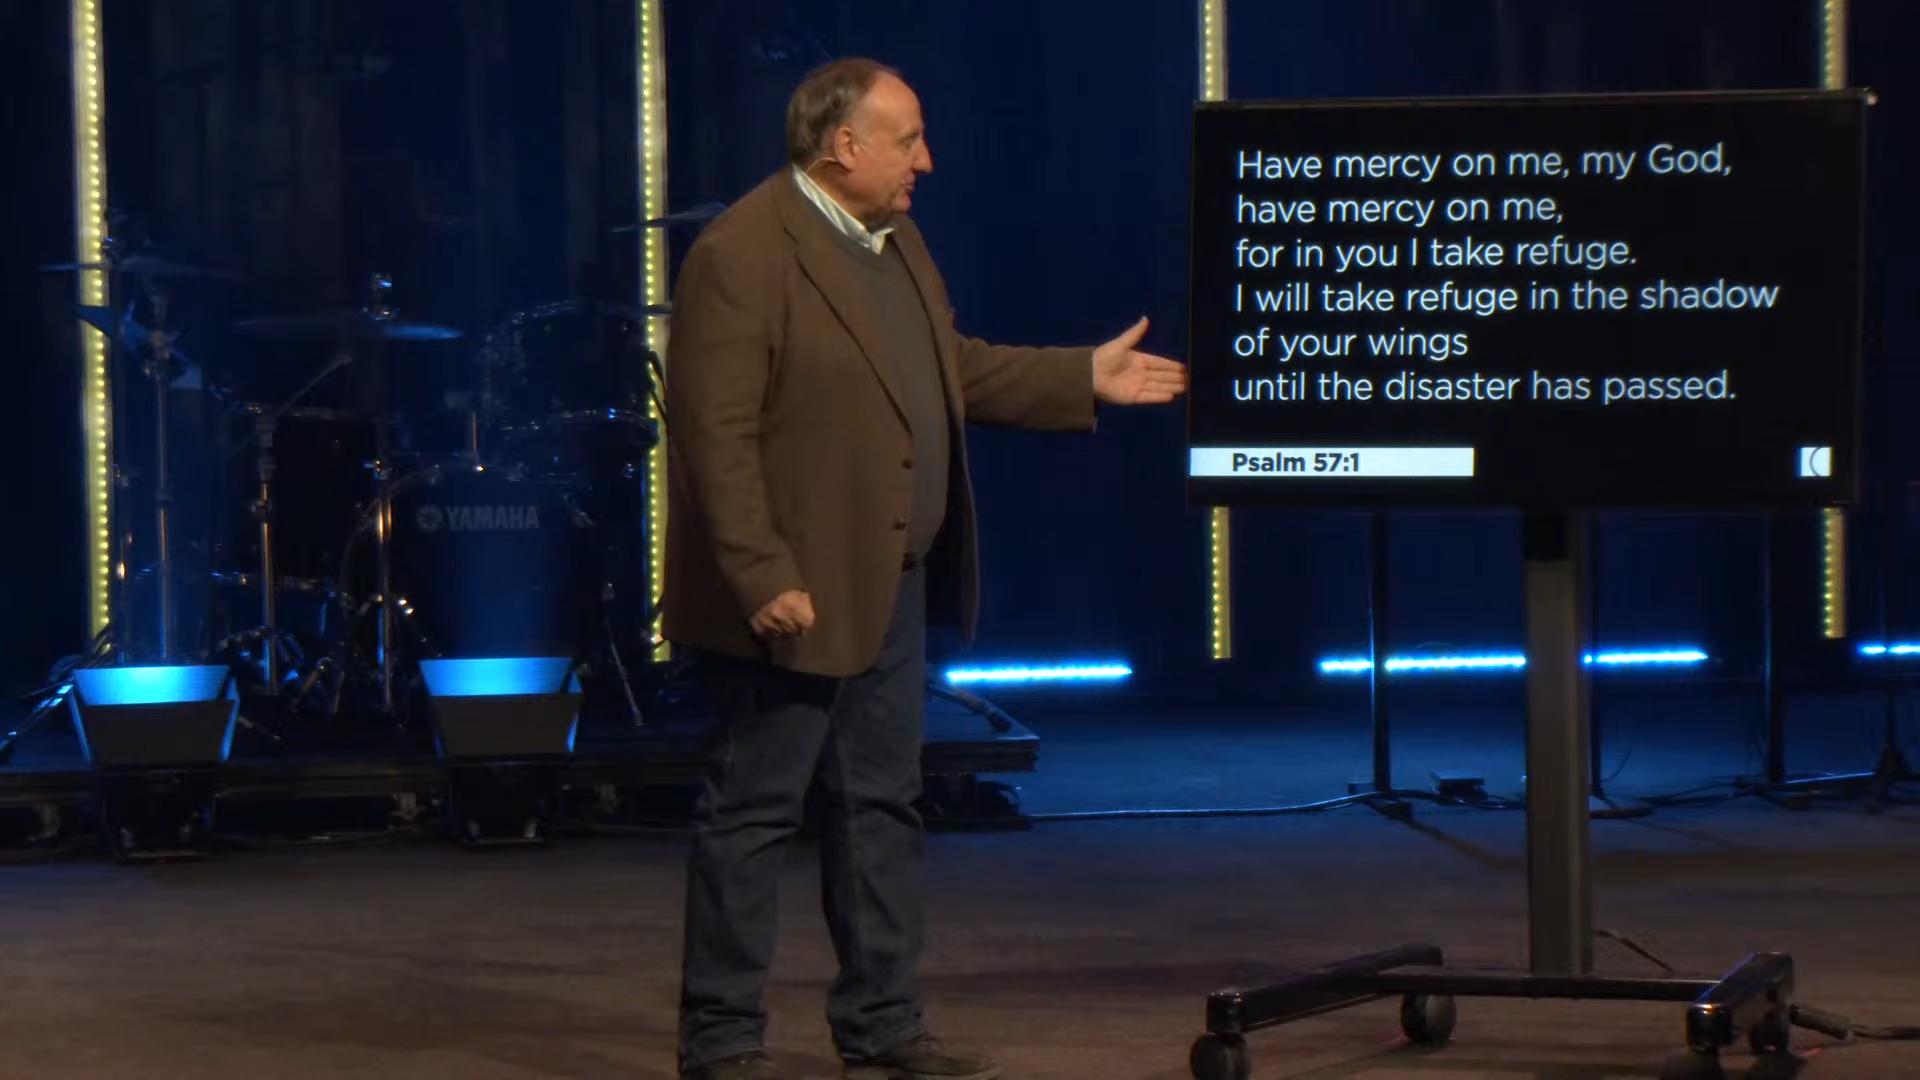 Have mercy on me, my God,
have mercy on me,
for in you I take refuge.
I will take refuge in the shadow
of your wings
until the disaster has passed.
Psalm 57:1
YAMAHA